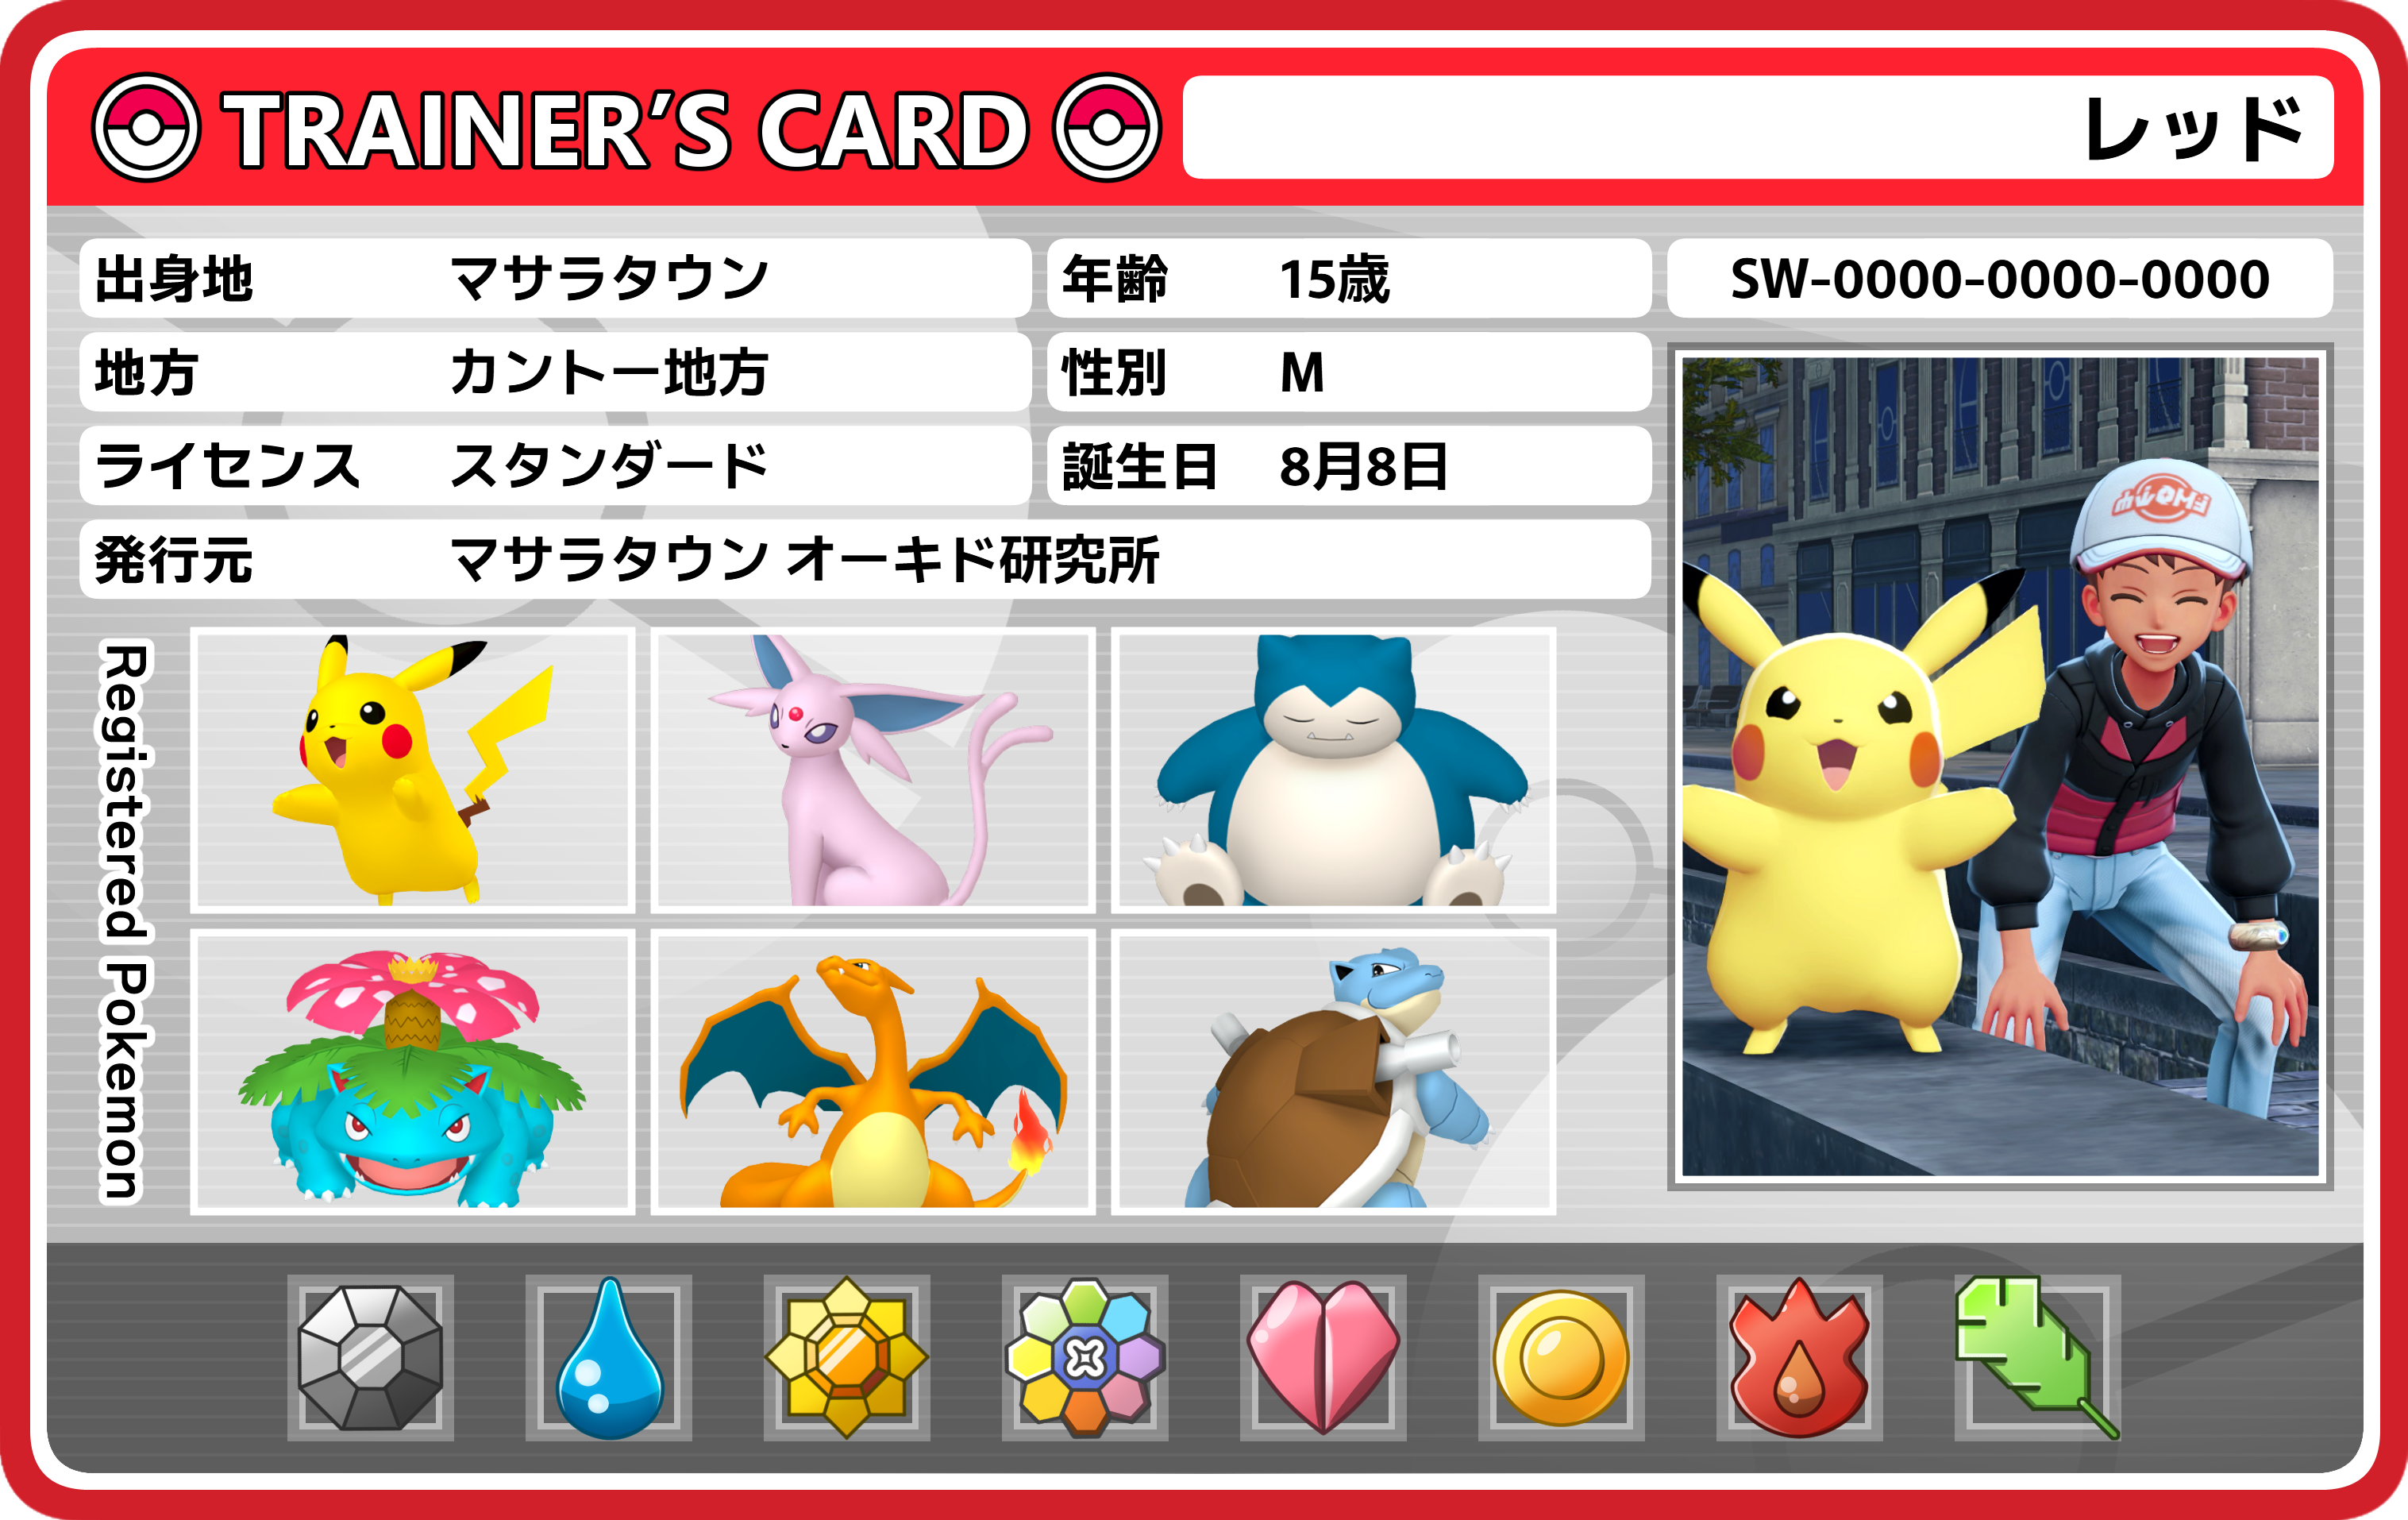 TRAINER'S CARD
レッド
出身地 マサラタウン
年齢 15歳
SW-0000-0000-0000
地方 カントー地方
性別 M
ライセンス スタンダード
誕生日 8月8日
発行元 マサラタウン オーキド研究所
Registered Pokemon